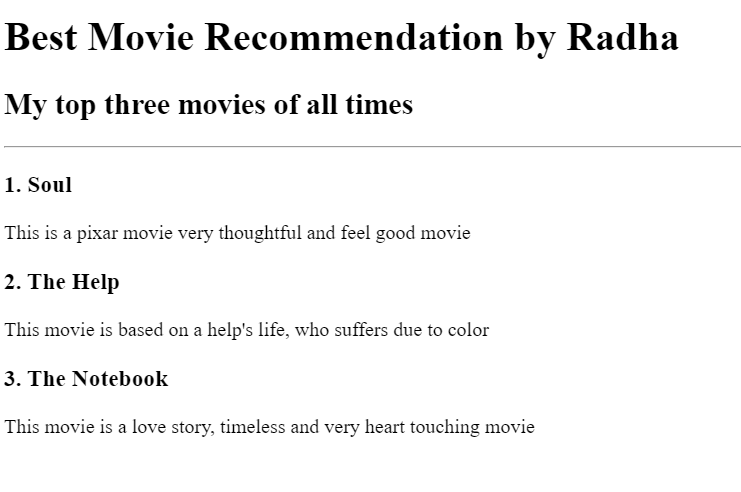 Best Movie Recommendation by Radha
My top three movies of all times
1. Soul
This is a pixar movie very thoughtful and feel good movie
2. The Help
This movie is based on a help's life, who suffers due to color
3. The Notebook
This movie is a love story, timeless and very heart touching movie